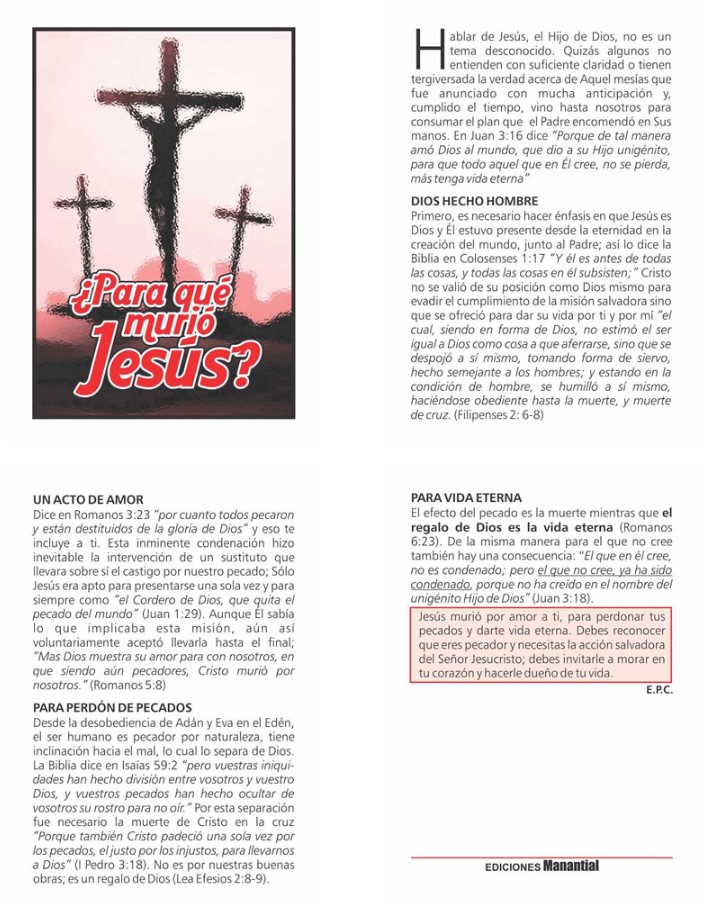 ¿Para qué
murió
Jesús?
Hablar de Jesús, el Hijo de Dios, no es un
tema desconocido. Quizás algunos no
entienden con suficiente claridad o tienen
tergiversada la verdad acerca de Aquel mesías que
fue anunciado con mucha anticipación y,
cumplido el tiempo, vino hasta nosotros para
consumar el plan que el Padre encomendó en Sus
manos. En Juan 3:16 dice "Porque de tal manera
amó Dios al mundo, que dio a su Hijo unigénito,
para que todo aquel que en Él cree, no se pierda,
más tenga vida eterna"
DIOS HECHO HOMBRE
Primero, es necesario hacer énfasis en que Jesús es
Dios y Él estuvo presente desde la eternidad en la
creación del mundo, junto al Padre; así lo dice la
Biblia en Colosenses 1:17 "Y él es antes de todas
las cosas, y todas las cosas en él subsisten;" Cristo
no se valió de su posición como Dios mismo para
evadir el cumplimiento de la misión salvadora sino
que se ofreció para dar su vida por ti y por mí "el
cual, siendo en forma de Dios, no estimó el ser
igual a Dios como cosa a que aferrarse, sino que se
despojó a sí mismo, tomando forma de siervo,
hecho semejante a los hombres; y estando en la
condición de hombre, se humilló a sí mismo,
haciéndose obediente hasta la muerte, y muerte
de cruz. (Filipenses 2: 6-8)
UN ACTO DE AMOR
Dice en Romanos 3:23 "por cuanto todos pecaron
y están destituídos de la gloria de Dios" y eso te
incluye a ti. Esta inminente condenación hizo
inevitable la intervención de un sustituto que
llevara sobre sí el castigo por nuestro pecado; Sólo
Jesús era apto para presentarse una sola vez y para
siempre como "el Cordero de Dios, que quita el
pecado del mundo" (Juan 1:29). Aunque Él sabía
lo que implicaba esta misión, aún así
voluntariamente aceptó llevarla hasta el final;
"Mas Dios muestra su amor para con nosotros, en
que siendo aún pecadores, Cristo murió por
nosotros." (Romanos 5:8)
PARA PERDÓN DE PECADOS
Desde la desobediencia de Adán y Eva en el Edén,
el ser humano es pecador por naturaleza, tiene
inclinación hacia el mal, lo cual lo separa de Dios.
La Biblia dice en Isaías 59:2 "pero vuestras iniqui-
dades han hecho división entre vosotros y vuestro
Dios, y vuestros pecados han hecho ocultar de
vosotros su rostro para no oír." Por esta separación
fue necesario la muerte de Cristo en la cruz
"Porque también Cristo padeció una sola vez por
los pecados, el justo por los injustos, para llevarnos
a Dios" (I Pedro 3:18). No es por nuestras buenas
obras; es un regalo de Dios (Lea Efesios 2:8-9).
PARA VIDA ETERNA
El efecto del pecado es la muerte mientras que el
regalo de Dios es la vida eterna (Romanos
6:23). De la misma manera para el que no cree
también hay una consecuencia: "El que en él cree,
no es condenado; pero el que no cree, ya ha sido
condenado, porque no ha creído en el nombre del
unigénito Hijo de Dios" (Juan 3:18).
Jesús murió por amor a ti, para perdonar tus
pecados y darte vida eterna. Debes reconocer
que eres pecador y necesitas la acción salvadora
del Señor Jesucristo; debes invitarle a morar en
tu corazón y hacerle dueño de tu vida.
E.P.C.
EDICIONES Manantial